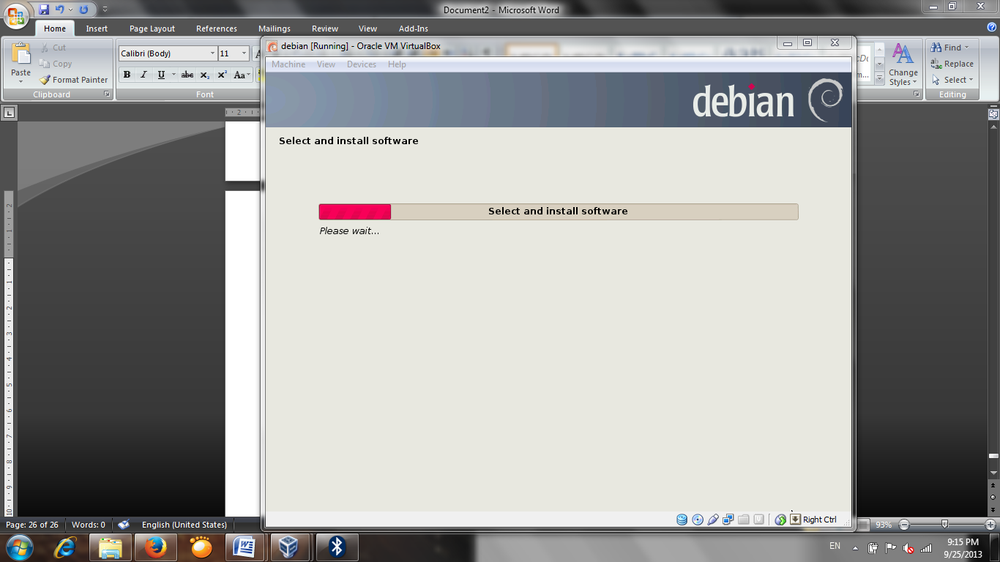 Document2 - Microsoft Word
Home Insert Page Layout References Mailings Review View Add-Ins
Paste
Cut
Copy
Format Painter
Clipboard
Calibri (Body) 11
B I U abc X₂ X² Aa
Font
Change Styles
Find
Replace
Select
Editing
debian [Running] - Oracle VM VirtualBox
Machine View Devices Help
debian
Select and install software
Select and install software
Please wait...
Right Ctrl
Page: 26 of 26 Words: 0 English (United States) 93%
EN 9:15 PM
9/25/2013